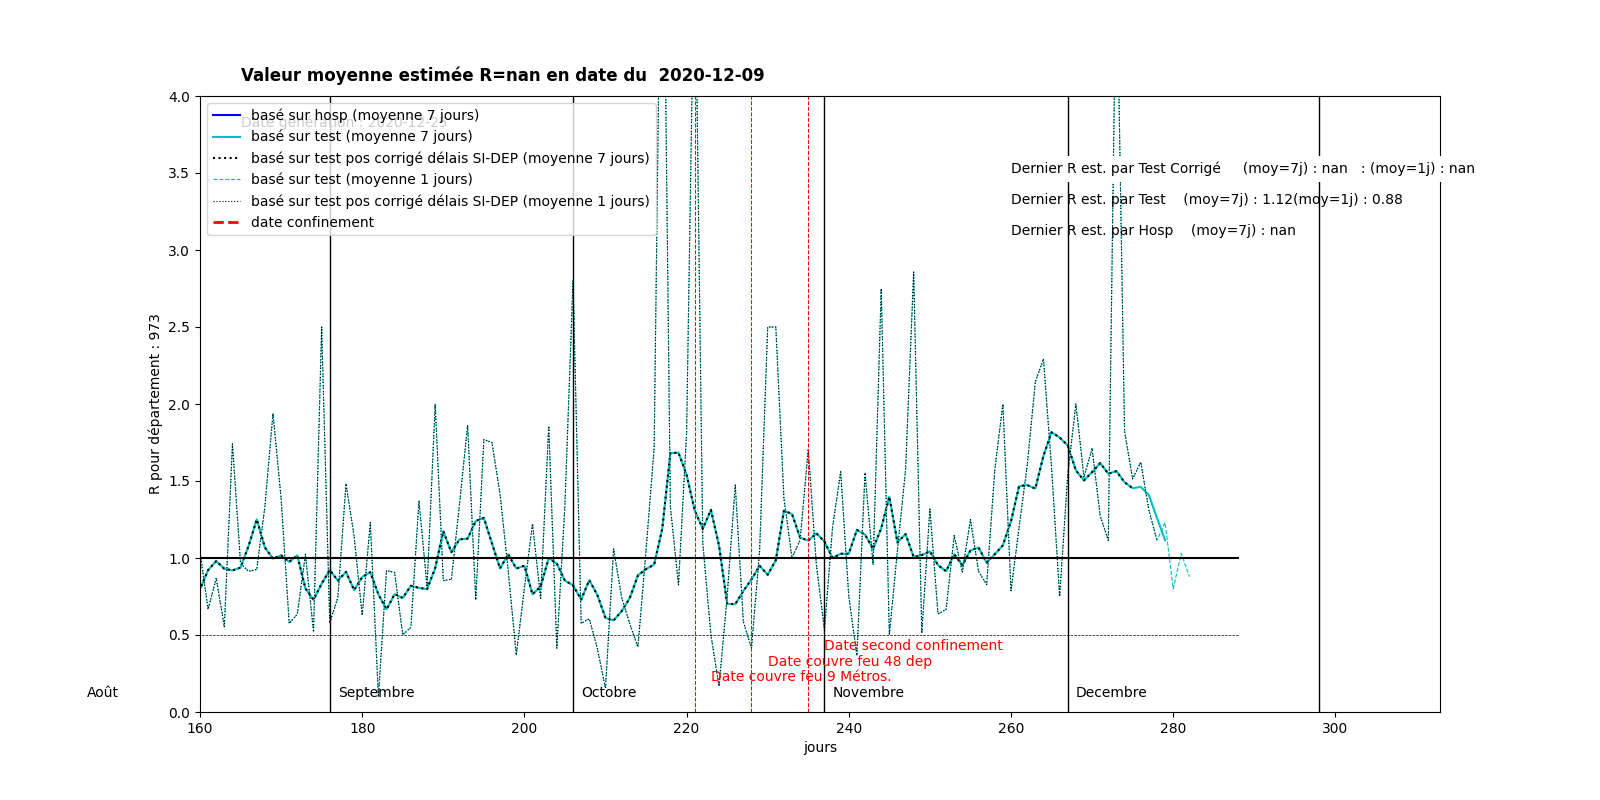 Valeur moyenne estimée R=nan en date du  2020-12-09
Date génération : 2020-12-23
basé sur hosp (moyenne 7 jours)
basé sur test (moyenne 7 jours)
basé sur test pos corrigé délais SI-DEP (moyenne 7 jours)
basé sur test (moyenne 1 jours)
basé sur test pos corrigé délais SI-DEP (moyenne 1 jours)
date confinement
Dernier R est. par Test Corrigé     (moy=7j) : nan   : (moy=1j) : nan
Dernier R est. par Test    (moy=7j) : 1.12(moy=1j) : 0.88
Dernier R est. par Hosp    (moy=7j) : nan
R pour département : 973
4.0
3.5
3.0
2.5
2.0
1.5
1.0
0.5
0.0
Date second confinement
Date couvre feu 48 dep
Date couvre feu 9 Métros.
Août
Septembre
Octobre
Novembre
Decembre
160 180 200 220 240 260 280 300
jours